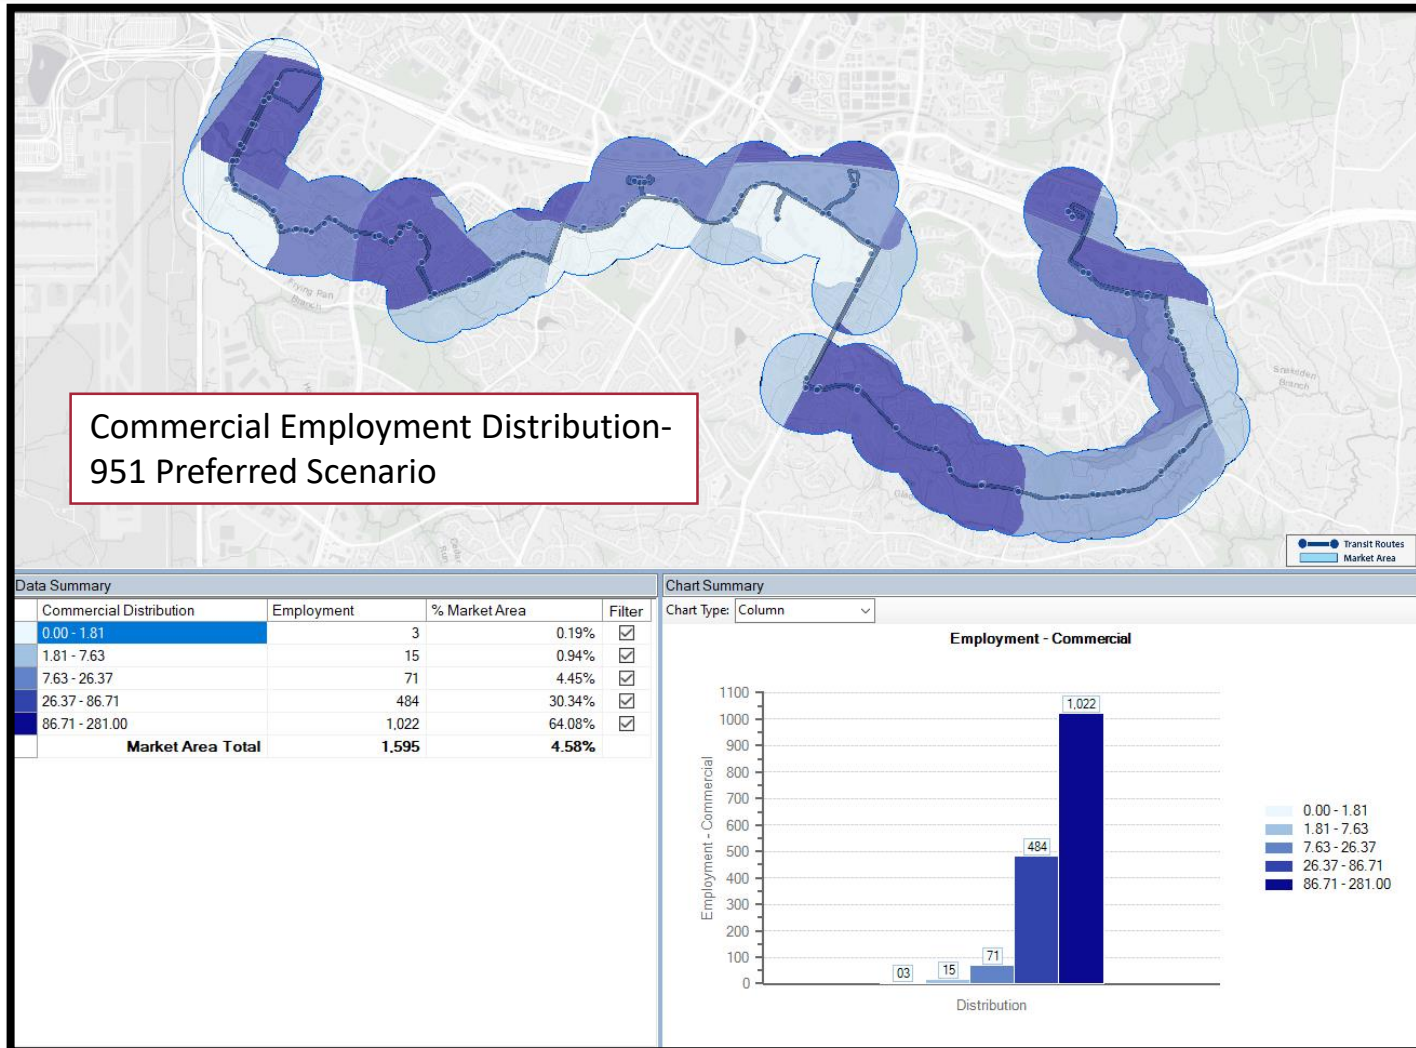 Frying Pan
Branch
Snakeden
Branch
Commercial Employment Distribution-
951 Preferred Scenario
Transit Routes
Market Area
Data Summary
Commercial Distribution Employment % Market Area Filter
0.00 - 1.81 3 0.19%
1.81 - 7.63 15 0.94%
7.63 - 26.37 71 4.45%
26.37 - 86.71 484 30.34%
86.71 - 281.00 1,022 64.08%
Market Area Total 1,595 4.58%
Chart Summary
Chart Type: Column
Employment - Commercial
1100
1000
900
800
700
600
500
400
300
200
100
0
Employment - Commercial
03
15
71
484
1,022
Distribution
0.00 - 1.81
1.81 - 7.63
7.63 - 26.37
26.37 - 86.71
86.71 - 281.00